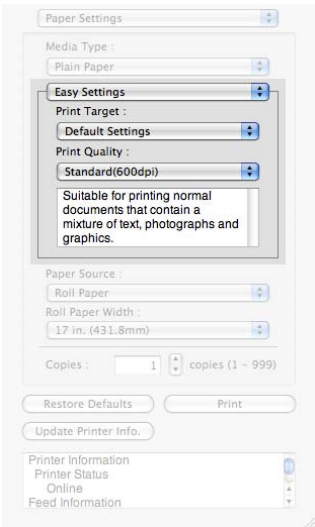 Paper Settings
Media Type :
Plain Paper
Easy Settings
Print Target :
Default Settings
Print Quality :
Standard(600dpi)
Suitable for printing normal
documents that contain a
mixture of text, photographs and
graphics.
Paper Source :
Roll Paper
Roll Paper Width :
17 in. (431.8mm)
Copies : 1 copies (1 – 999)
Restore Defaults Print
Update Printer Info.
Printer Information
Printer Status
Online
Feed Information